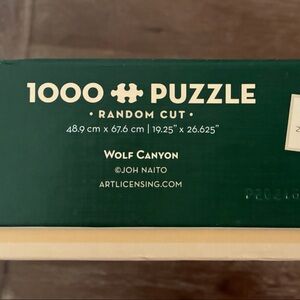 1000 PUZZLE
• RANDOM CUT •
48.9 cm x 67.6 cm | 19.25" x 26.625"
WOLF CANYON
©JOH NAITO
ARTLICENSING.COM